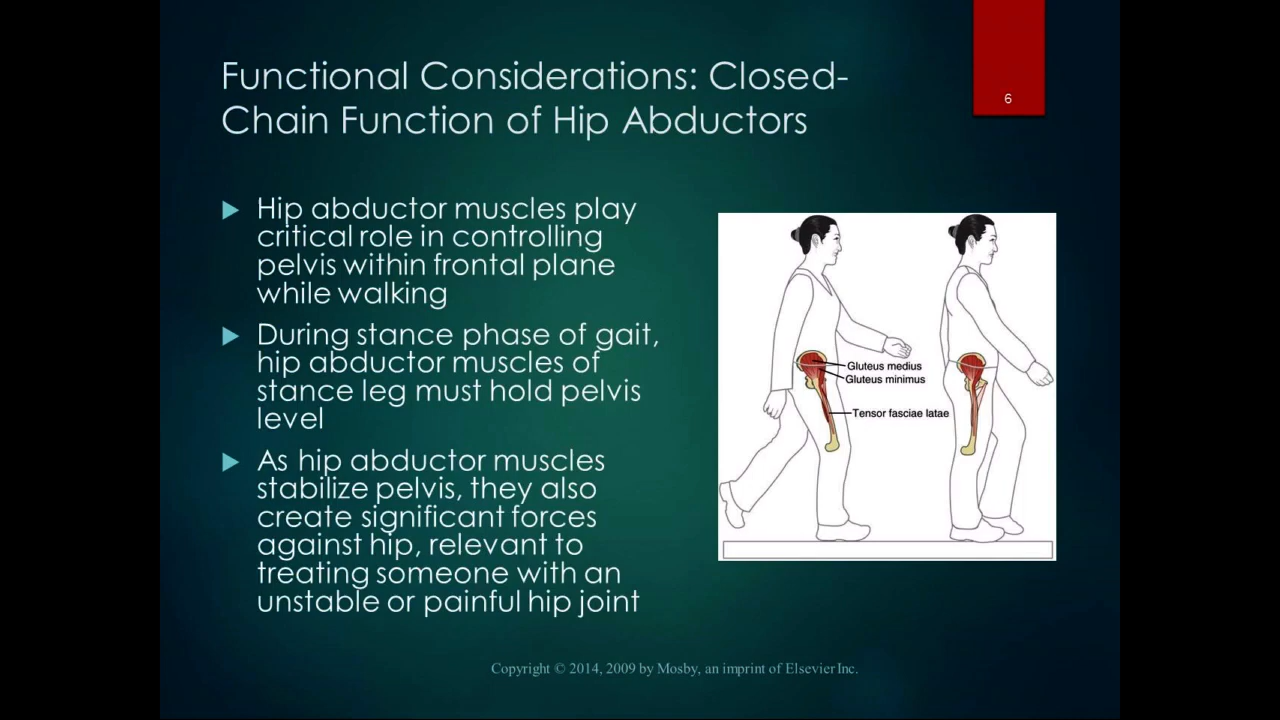 Functional Considerations: Closed-
Chain Function of Hip Abductors
6
Hip abductor muscles play
critical role in controlling
pelvis within frontal plane
while walking
During stance phase of gait,
hip abductor muscles of
stance leg must hold pelvis
level
As hip abductor muscles
stabilize pelvis, they also
create significant forces
against hip, relevant to
treating someone with an
unstable or painful hip joint
Gluteus medius
Gluteus minimus
Tensor fasciae latae
Copyright © 2014, 2009 by Mosby, an imprint of Elsevier Inc.